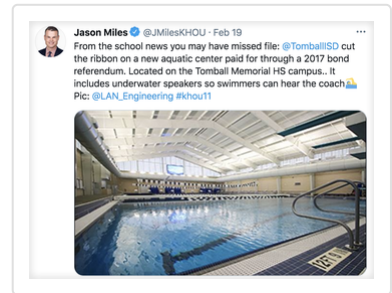 Jason Miles @JMilesKHOU · Feb 19
From the school news you may have missed file: @TomballISD cut
the ribbon on a new aquatic center paid for through a 2017 bond
referendum. Located on the Tomball Memorial HS campus.. It
includes underwater speakers so swimmers can hear the coach
Pic: @LAN_Engineering #khou11